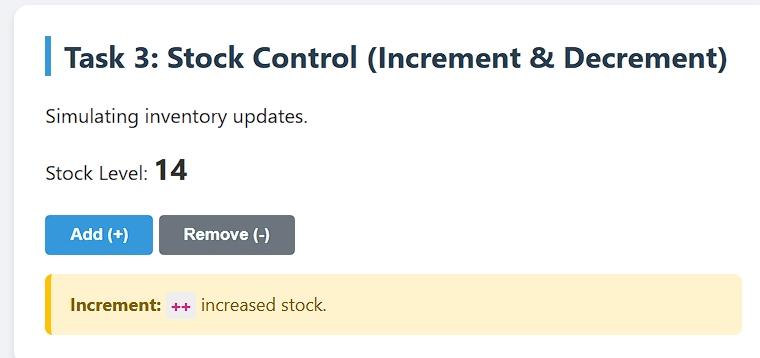 Task 3: Stock Control (Increment & Decrement)
Simulating inventory updates.
Stock Level: 14
Add (+) Remove (-)
Increment: ++ increased stock.